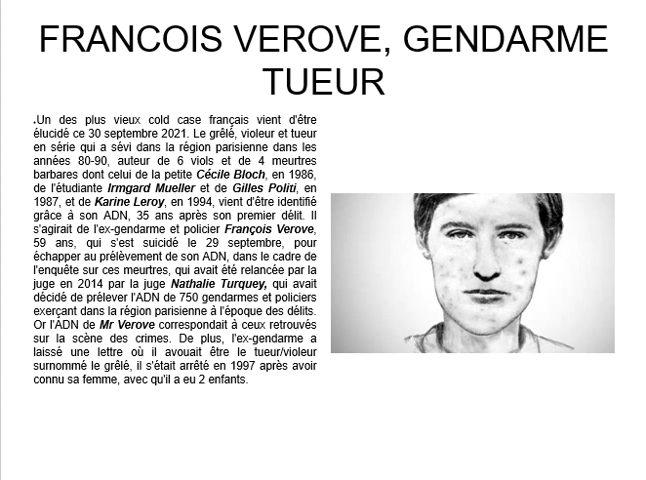 FRANCOIS VEROVE, GENDARME
TUEUR
.Un des plus vieux cold case français vient d'être
élucidé ce 30 septembre 2021. Le grêlé, violeur et tueur
en série qui a sévi dans la région parisienne dans les
années 80-90, auteur de 6 viols et de 4 meurtres
barbares dont celui de la petite Cécile Bloch, en 1986,
de l'étudiante Irmgard Mueller et de Gilles Politi, en
1987, et de Karine Leroy, en 1994, vient d'être identifié
grâce à son ADN, 35 ans après son premier délit. Il
s'agirait de l'ex-gendarme et policier François Verove,
59 ans, qui s'est suicidé le 29 septembre, pour
échapper au prélèvement de son ADN, dans le cadre de
l'enquête sur ces meurtres, qui avait été relancée par la
juge en 2014 par la juge Nathalie Turquey, qui avait
décidé de prélever l'ADN de 750 gendarmes et policiers
exerçant dans la région parisienne à l'époque des délits.
Or l'ADN de Mr Verove correspondait à ceux retrouvés
sur la scène des crimes. De plus, l'ex-gendarme a
laissé une lettre où il avouait être le tueur/violeur
surnommé le grêlé, il s'était arrêté en 1997 après avoir
connu sa femme, avec qu'il a eu 2 enfants.